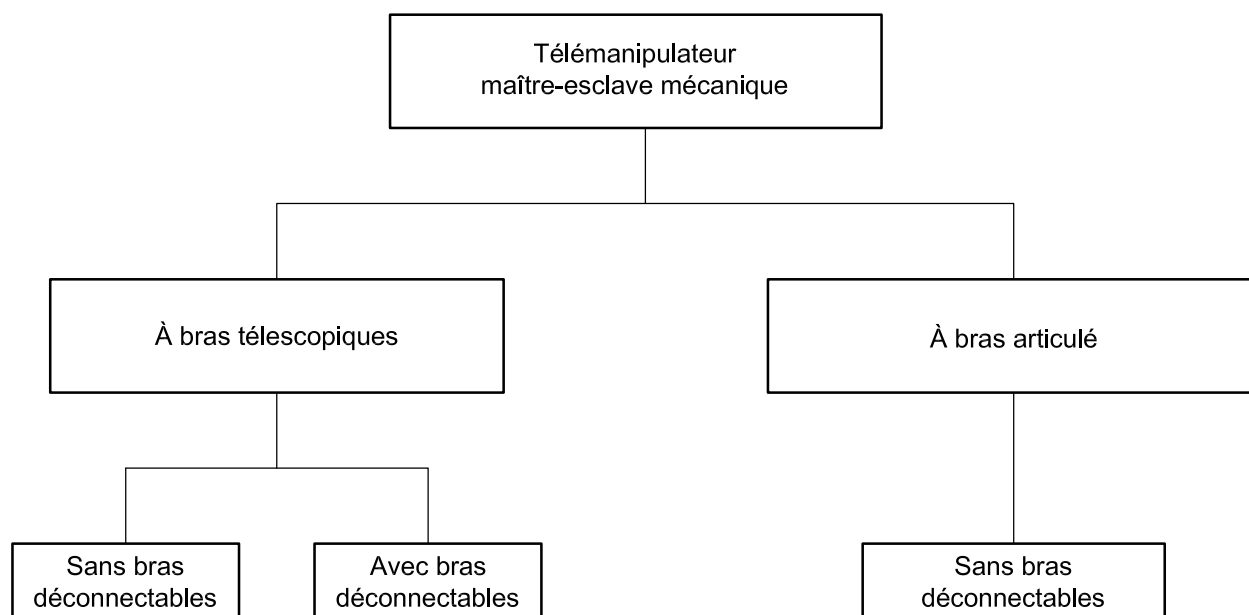 Télémanipulateur
maître-esclave mécanique
À bras télescopiques
À bras articulé
Sans bras
déconnectables
Avec bras
déconnectables
Sans bras
déconnectables